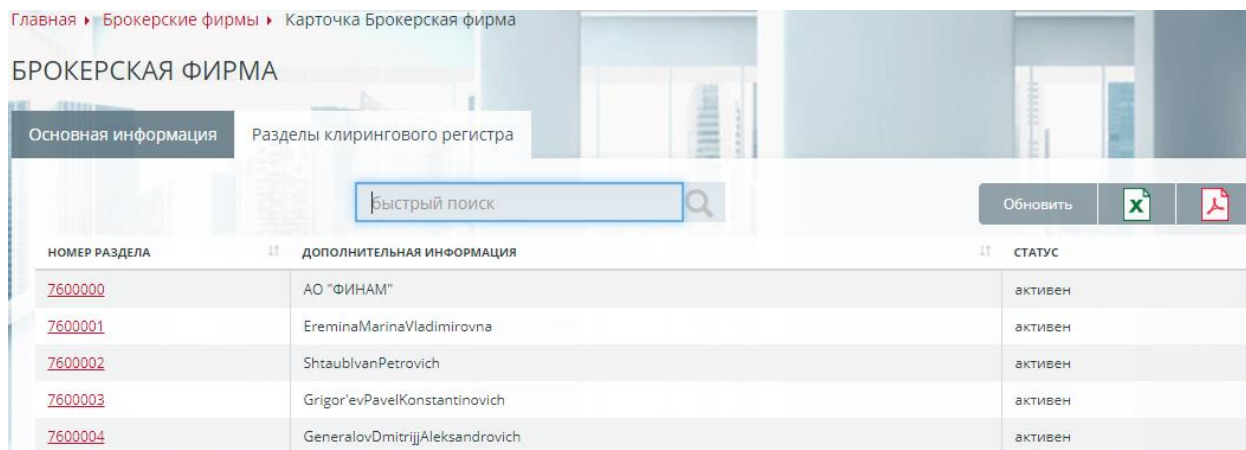 Главная Брокерские фирмы Карточка Брокерская фирма
БРОКЕРСКАЯ ФИРМА
Основная информация Разделы клирингового регистра
быстрый поиск Обновить
НОМЕР РАЗДЕЛА ДОПОЛНИТЕЛЬНАЯ ИНФОРМАЦИЯ СТАТУС
7600000 АО "ФИНАМ" активен
7600001 EreminaMarinaVladimirovna активен
7600002 ShtaubIvanPetrovich активен
7600003 Grigor'evPavelKonstantinovich активен
7600004 GeneralovDmitrijjAleksandrovich активен